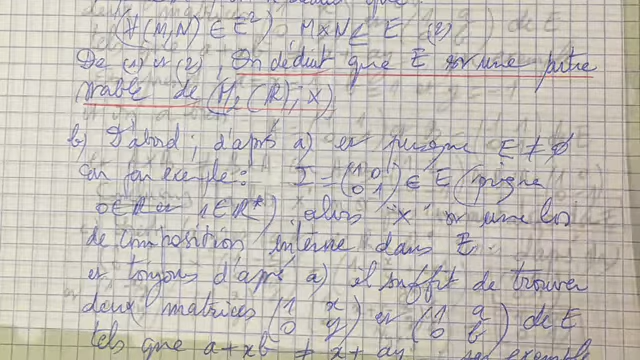 (∀(M,N) ∈ E²) ; M×N ∈ E (2)
De (1) et (2), On déduit que E est une partie
stable de (M₂(ℝ); ×)
b) D'abord ; d'après a) et puisque E ≠ ∅
car par exemple : I = (1 0 / 0 1) ∈ E (puisque
0∈ℝ et 1∈ℝ*) alors "×" est une loi
de composition interne dans E.
et toujours d'après a) il suffit de trouver
deux matrices (1 x / 0 y) et (1 a / 0 b) de E
tels que a+xb ≠ x+ay par exemple